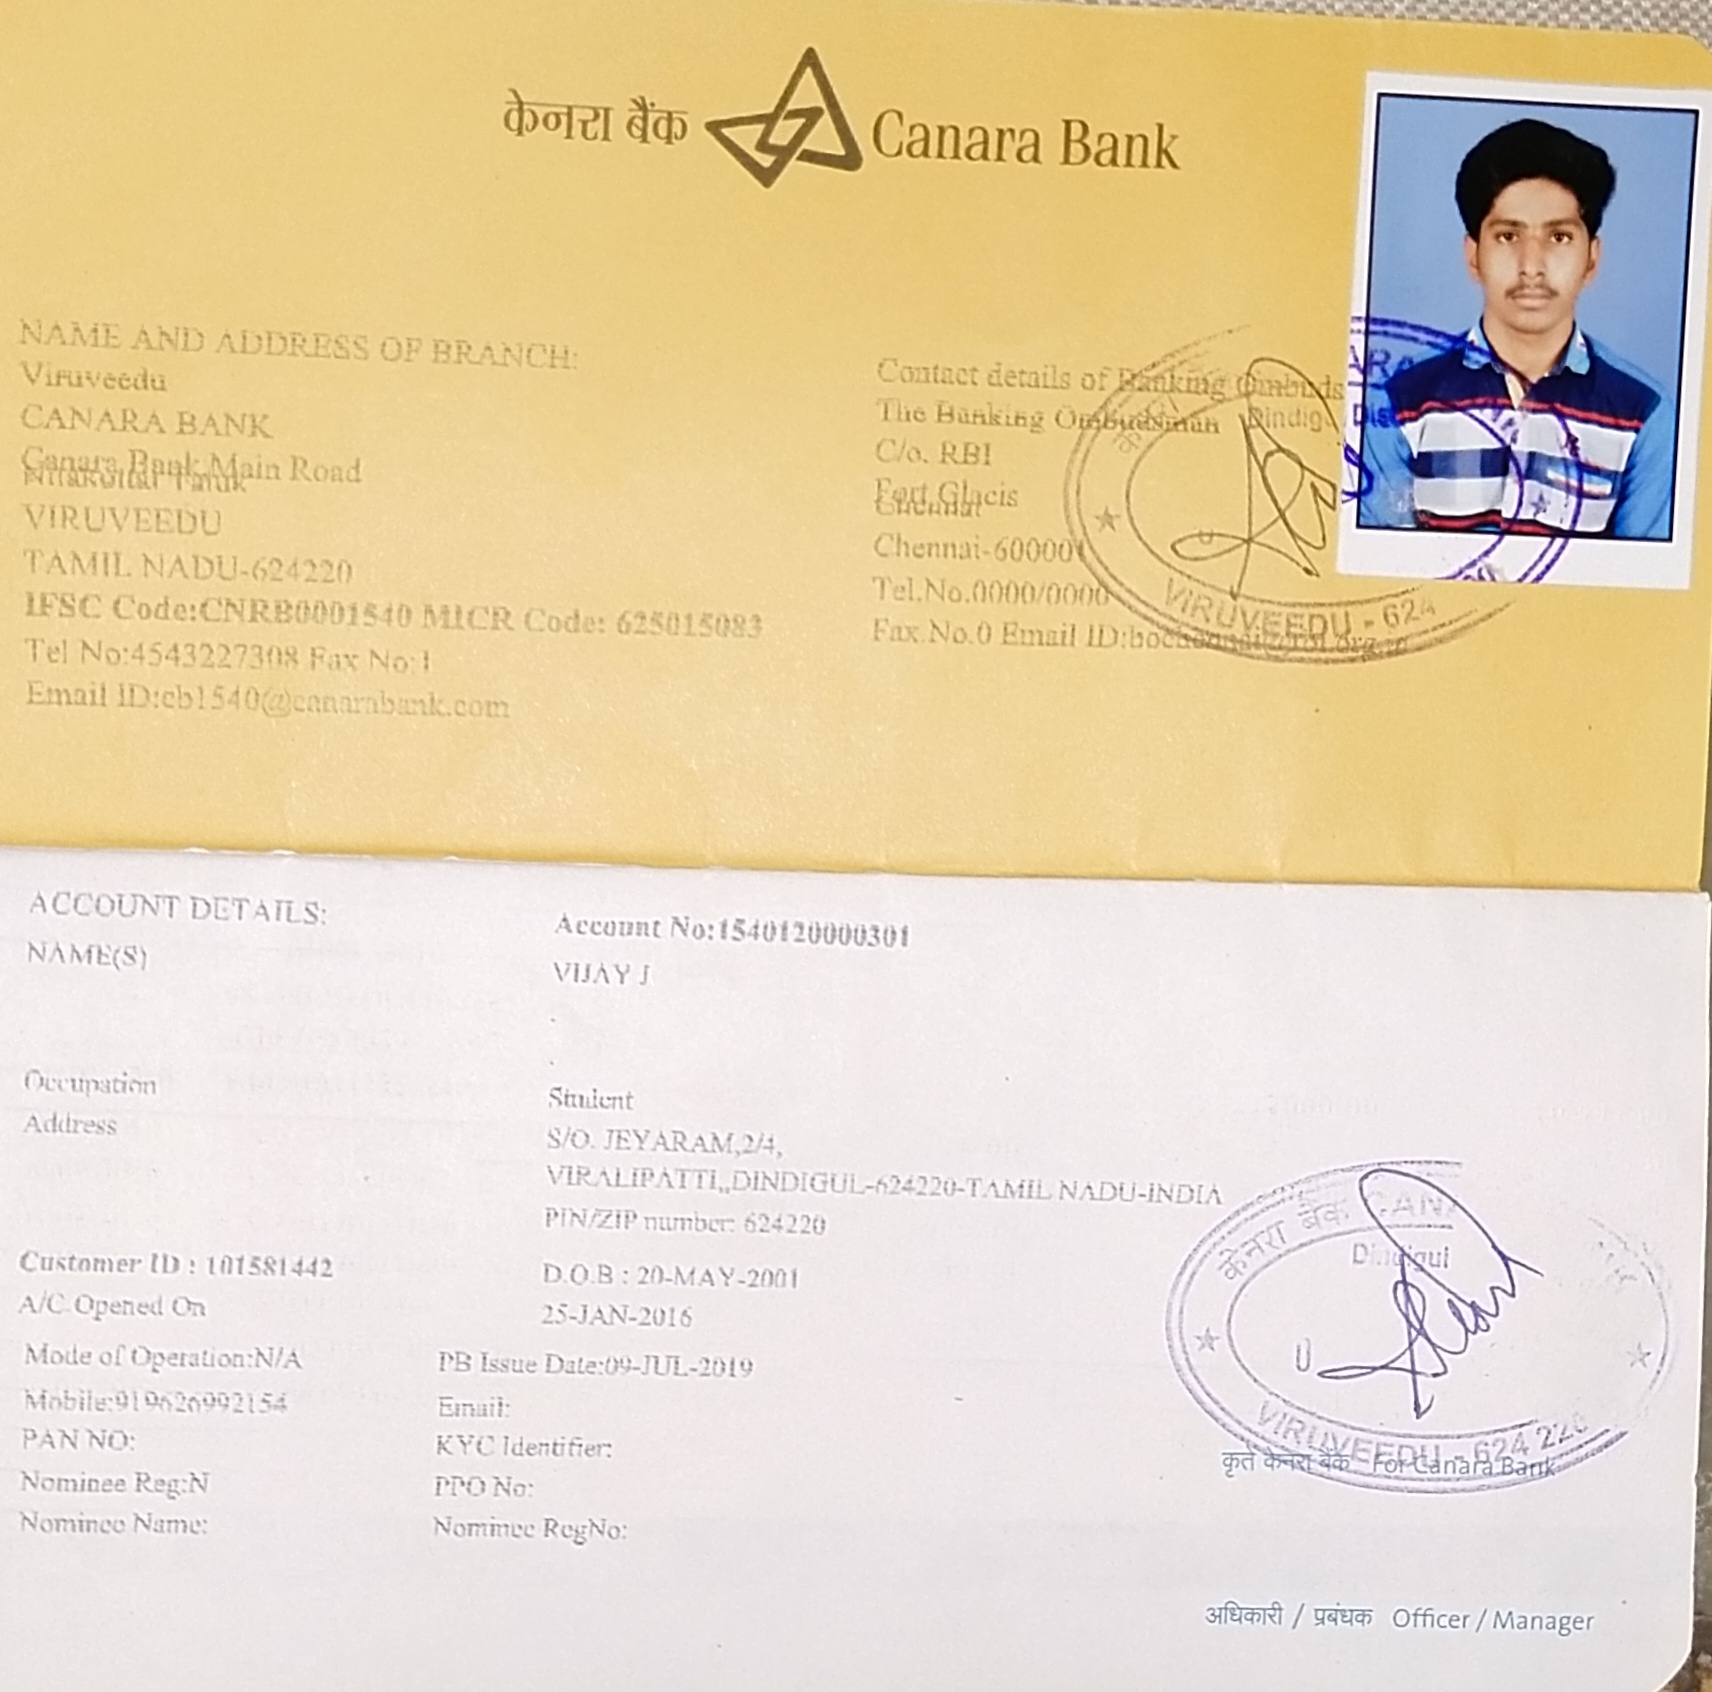 केनरा बैंक Canara Bank
NAME AND ADDRESS OF BRANCH:
Viruveedu
CANARA BANK
Canara Bank Main Road
Nilakottai Taluk
VIRUVEEDU
TAMIL NADU-624220
IFSC Code:CNRB0001540 MICR Code: 625015083
Tel No:4543227308 Fax No:1
Email ID:cb1540@canarabank.com
Contact details of Banking Ombuds
The Banking Ombudsman
C/o. RBI
Fort Glacis
Chennai
Chennai-600001
Tel.No.0000/0000
Fax.No.0 Email ID:
Dindigul Dist
VIRUVEEDU - 624
ACCOUNT DETAILS:
Account No:1540120000301
NAME(S) VIJAY J
Occupation Student
Address S/O. JEYARAM,2/4,
VIRALIPATTI,,DINDIGUL-624220-TAMIL NADU-INDIA
PIN/ZIP number: 624220
Customer ID : 101581442 D.O.B : 20-MAY-2001
A/C Opened On 25-JAN-2016
Mode of Operation:N/A PB Issue Date:09-JUL-2019
Mobile:919626992154 Email:
PAN NO: KYC Identifier:
Nominee Reg:N PPO No:
Nominee Name: Nominee RegNo:
केनरा बैंक CANA
Dindigul
VIRUVEEDU - 624 220
कृते केनरा बैंक For Canara Bank
अधिकारी / प्रबंधक Officer / Manager